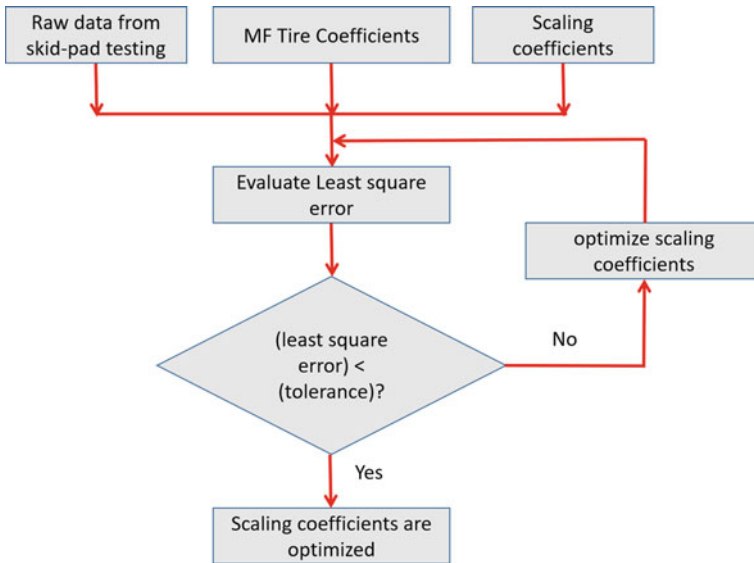 Raw data from
skid-pad testing
MF Tire Coefficients
Scaling
coefficients
Evaluate Least square
error
optimize scaling
coefficients
(least square
error) <
(tolerance)?
No
Yes
Scaling coefficients are
optimized